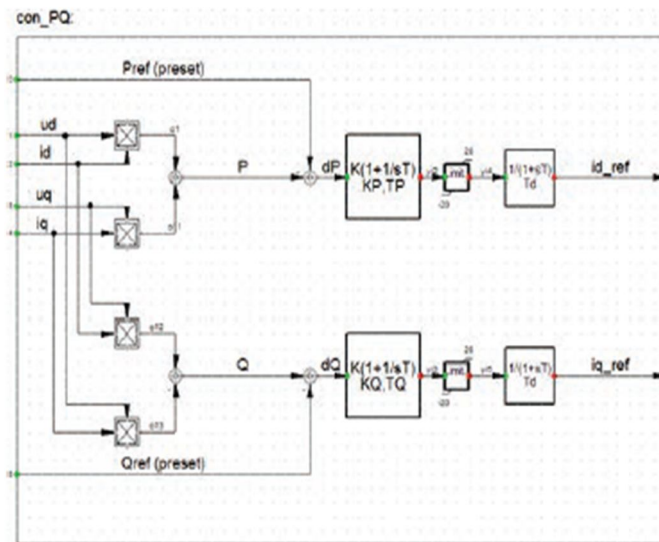 con_PQ:
Pref (preset)
ud
id
P
dP
K(1+1/sT)
KP,TP
1/(1+sT)
Td
id_ref
uq
iq
Q
dQ
K(1+1/sT)
KQ,TQ
1/(1+sT)
Td
iq_ref
Qref (preset)